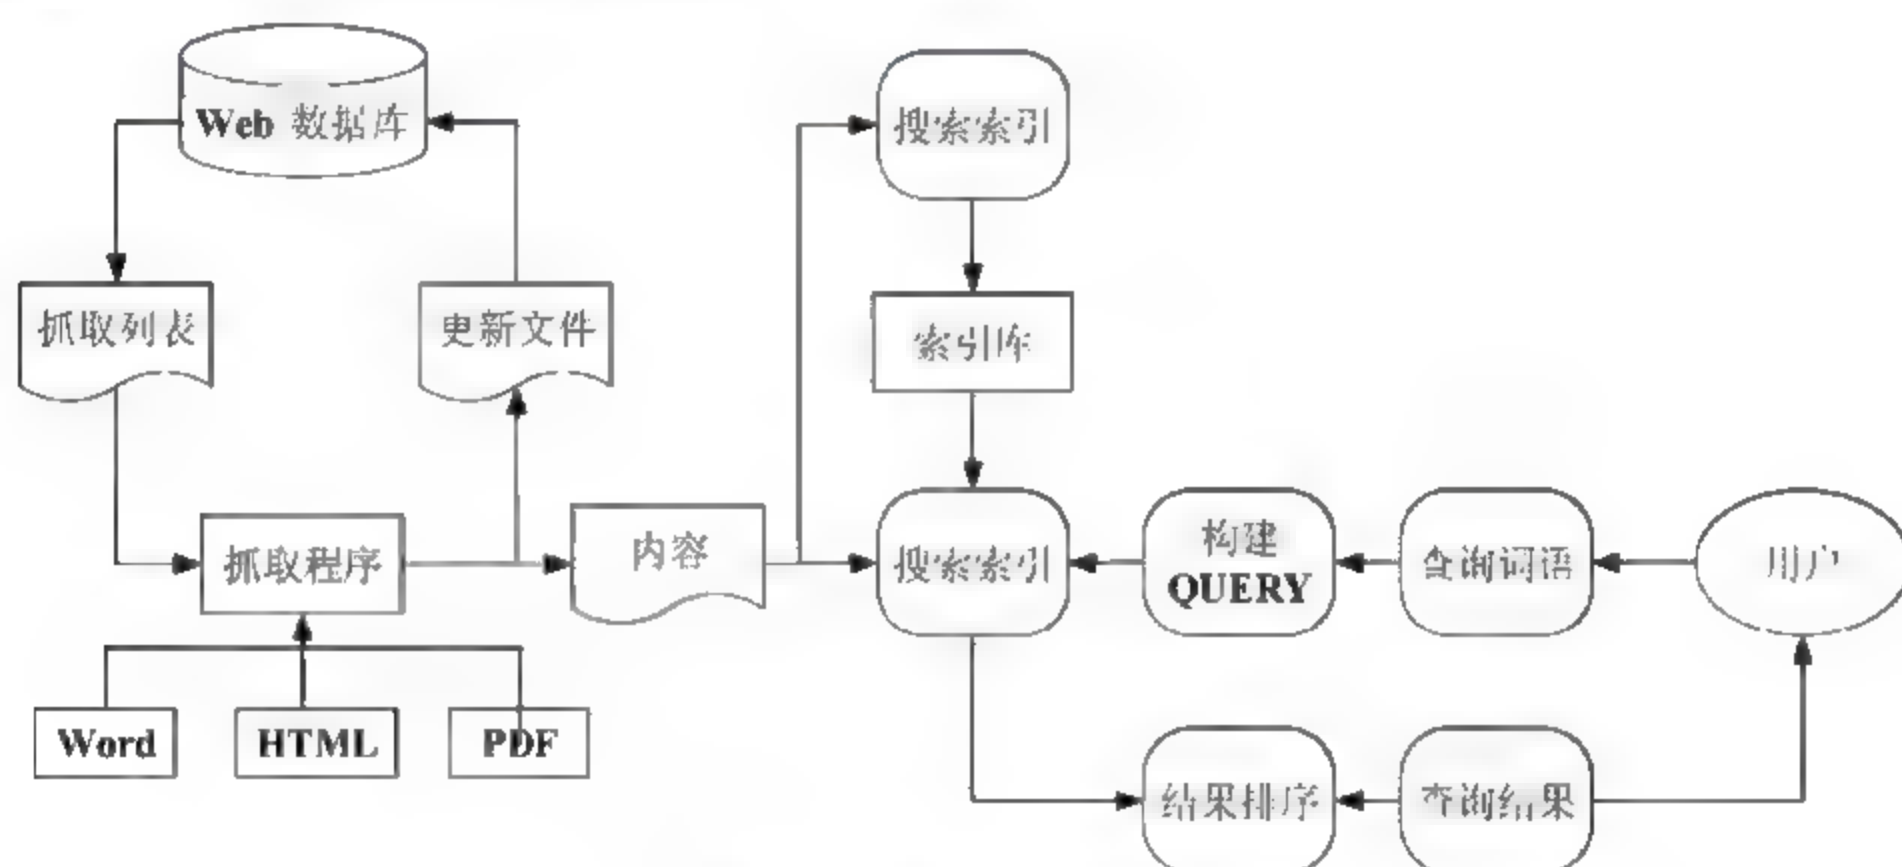 Web 数据库
搜索索引
抓取列表
更新文件
索引库
抓取程序
内容
搜索索引
构建
QUERY
查询词语
用户
Word
HTML
PDF
结果排序
查询结果